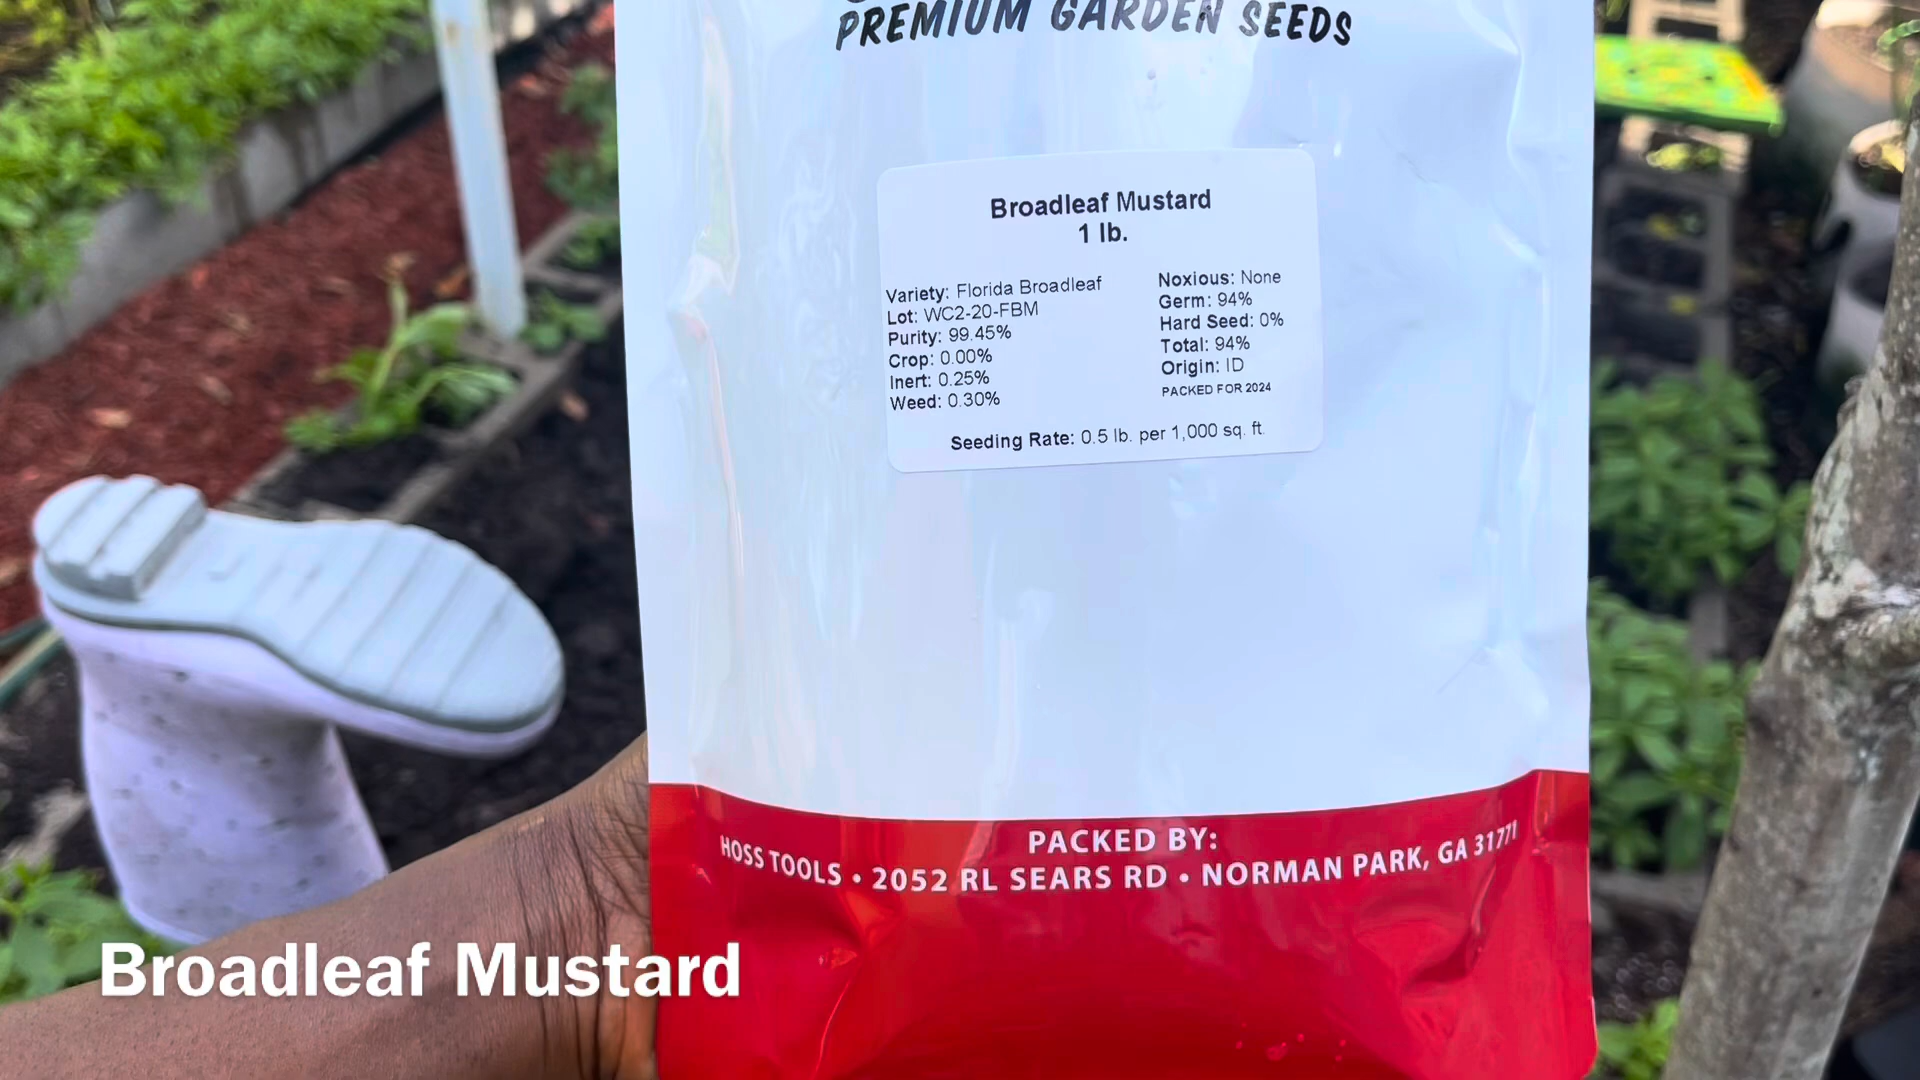 PREMIUM GARDEN SEEDS
Broadleaf Mustard
1 lb.
Variety: Florida Broadleaf
Lot: WC2-20-FBM
Purity: 99.45%
Crop: 0.00%
Inert: 0.25%
Weed: 0.30%
Noxious: None
Germ: 94%
Hard Seed: 0%
Total: 94%
Origin: ID
PACKED FOR 2024
Seeding Rate: 0.5 lb. per 1,000 sq. ft.
PACKED BY:
HOSS TOOLS • 2052 RL SEARS RD • NORMAN PARK, GA 31771
Broadleaf Mustard